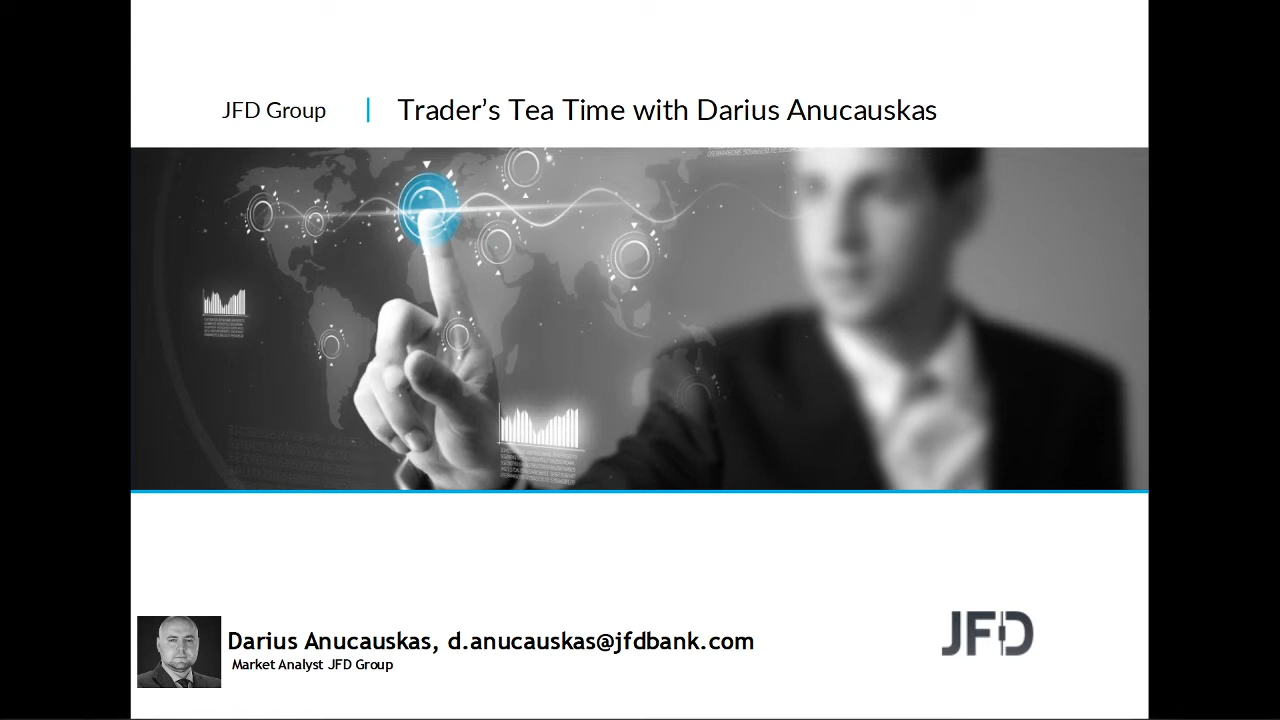 JFD Group | Trader's Tea Time with Darius Anucauskas
Darius Anucauskas, d.anucauskas@jfdbank.com
Market Analyst JFD Group
JFD